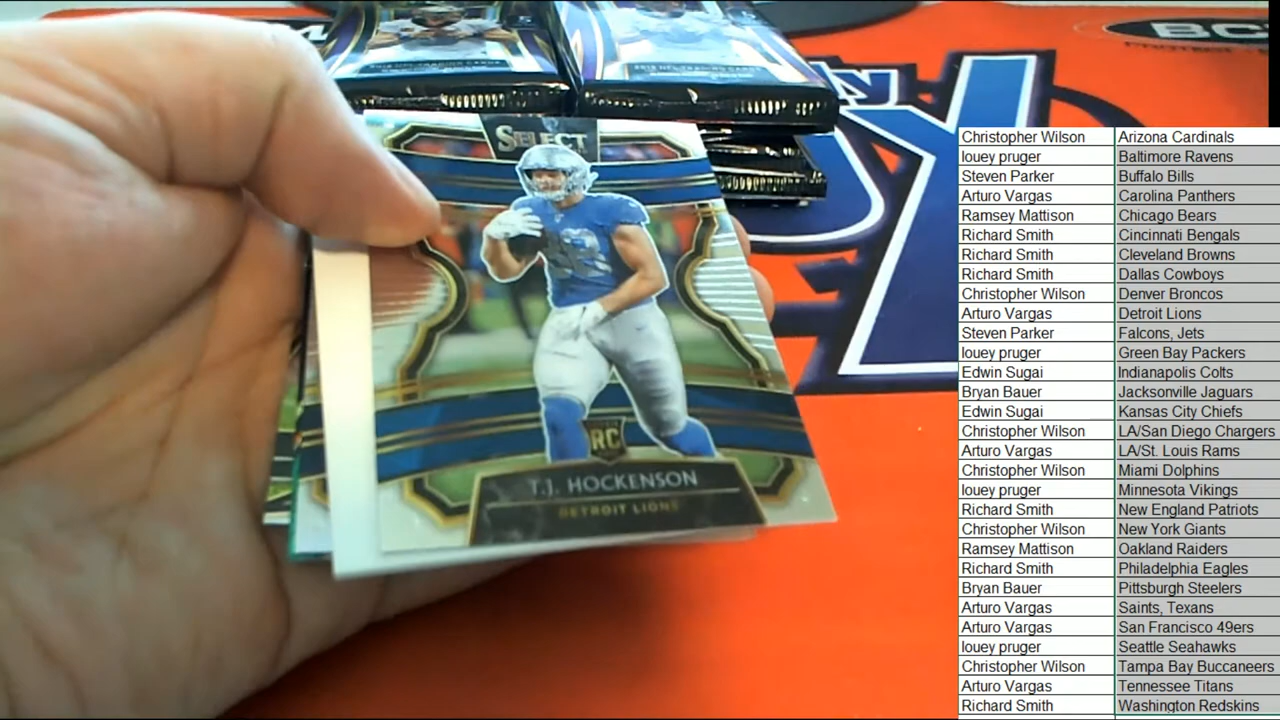 BC
SELECT
RC
T.J. HOCKENSON
DETROIT LIONS
Christopher Wilson Arizona Cardinals
louey pruger Baltimore Ravens
Steven Parker Buffalo Bills
Arturo Vargas Carolina Panthers
Ramsey Mattison Chicago Bears
Richard Smith Cincinnati Bengals
Richard Smith Cleveland Browns
Richard Smith Dallas Cowboys
Christopher Wilson Denver Broncos
Arturo Vargas Detroit Lions
Steven Parker Falcons, Jets
louey pruger Green Bay Packers
Edwin Sugai Indianapolis Colts
Bryan Bauer Jacksonville Jaguars
Edwin Sugai Kansas City Chiefs
Christopher Wilson LA/San Diego Chargers
Arturo Vargas LA/St. Louis Rams
Christopher Wilson Miami Dolphins
louey pruger Minnesota Vikings
Richard Smith New England Patriots
Christopher Wilson New York Giants
Ramsey Mattison Oakland Raiders
Richard Smith Philadelphia Eagles
Bryan Bauer Pittsburgh Steelers
Arturo Vargas Saints, Texans
Arturo Vargas San Francisco 49ers
louey pruger Seattle Seahawks
Christopher Wilson Tampa Bay Buccaneers
Arturo Vargas Tennessee Titans
Richard Smith Washington Redskins